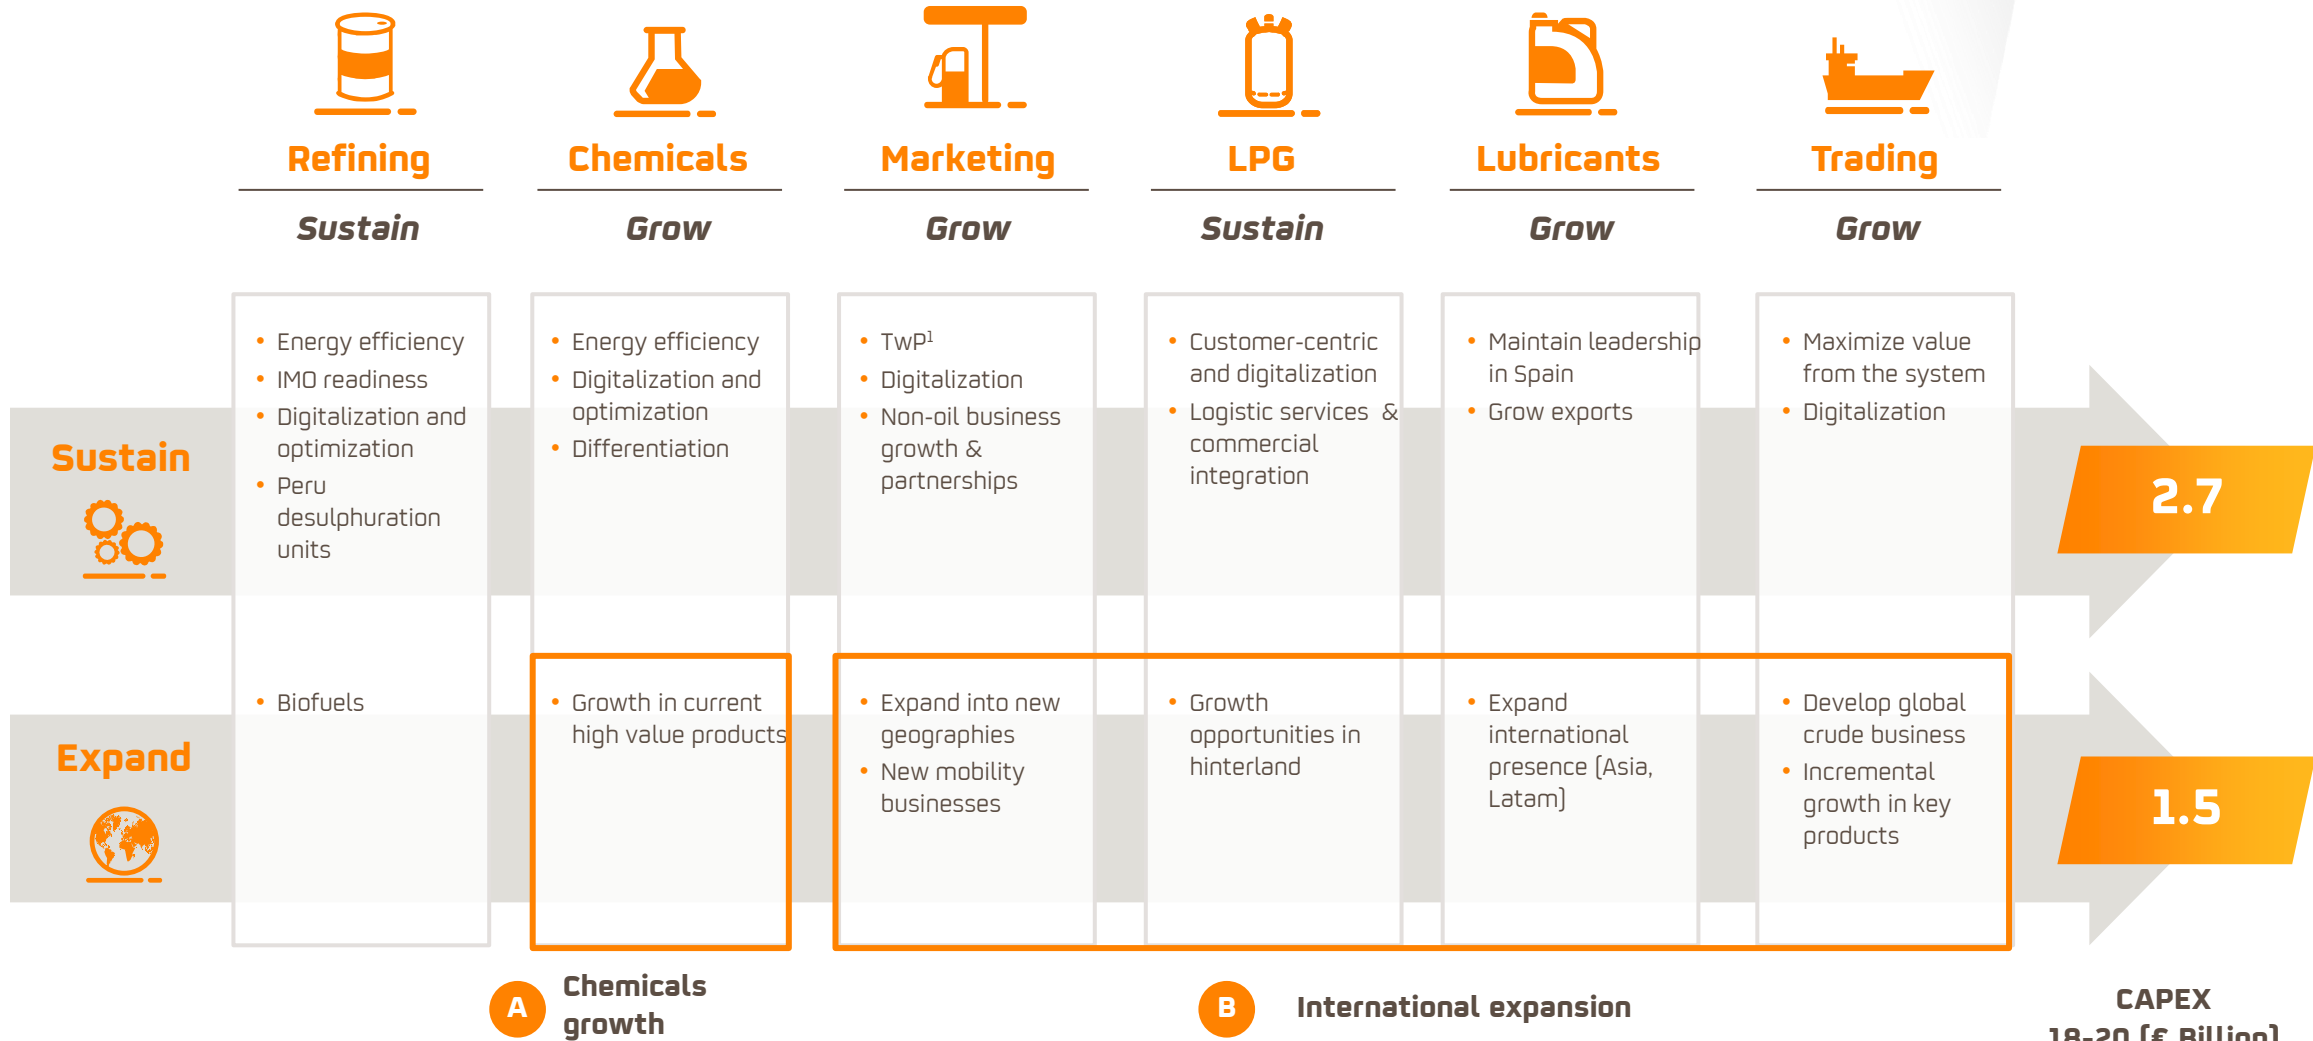 Refining
Chemicals
Marketing
LPG
Lubricants
Trading
Sustain
Grow
Grow
Sustain
Grow
Grow
Sustain
• Energy efficiency
• IMO readiness
• Digitalization and
optimization
• Peru
desulphuration
units
• Energy efficiency
• Digitalization and
optimization
• Differentiation
• TwP¹
• Digitalization
• Non-oil business
growth &
partnerships
• Customer-centric
and digitalization
• Logistic services &
commercial
integration
• Maintain leadership
in Spain
• Grow exports
• Maximize value
from the system
• Digitalization
2.7
Expand
• Biofuels
• Growth in current
high value products
• Expand into new
geographies
• New mobility
businesses
• Growth
opportunities in
hinterland
• Expand
international
presence (Asia,
Latam)
• Develop global
crude business
• Incremental
growth in key
products
1.5
A
Chemicals
growth
B
International expansion
CAPEX
18-20 (€ Billion)